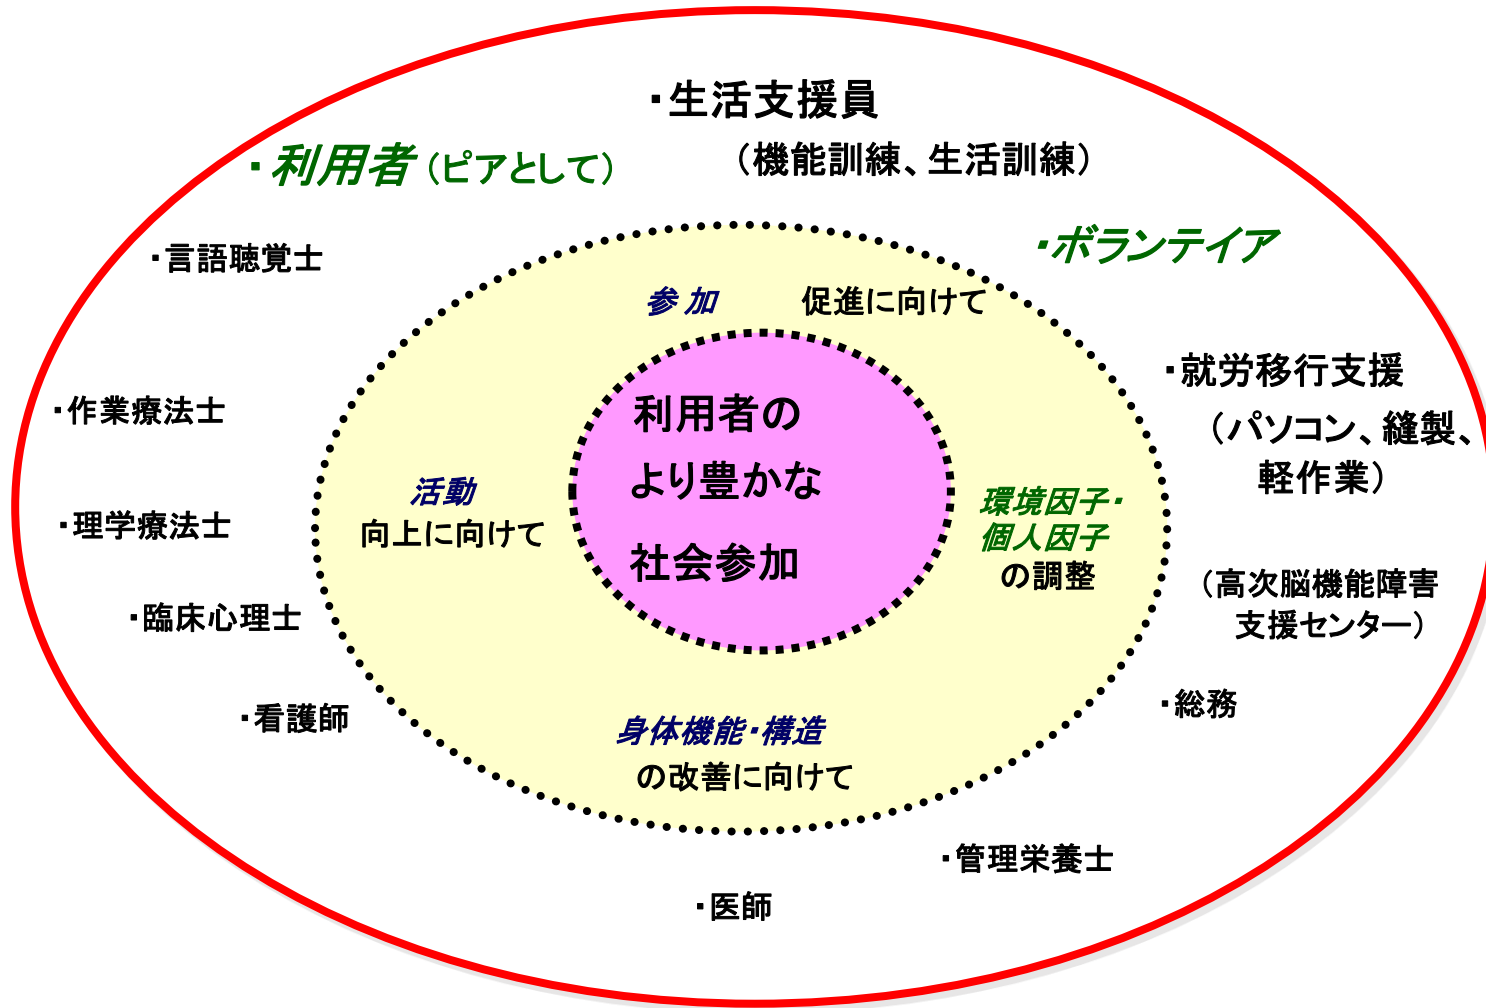 ・生活支援員
（機能訓練、生活訓練）
・利用者（ピアとして）
・ボランテイア
・言語聴覚士
参 加　促進に向けて
・就労移行支援
（パソコン、縫製、
軽作業）
・作業療法士
利用者の
より豊かな
社会参加
活動
向上に向けて
環境因子・
個人因子
の調整
・理学療法士
（高次脳機能障害
支援センター）
・臨床心理士
・総務
・看護師
身体機能・構造
の改善に向けて
・管理栄養士
・医師